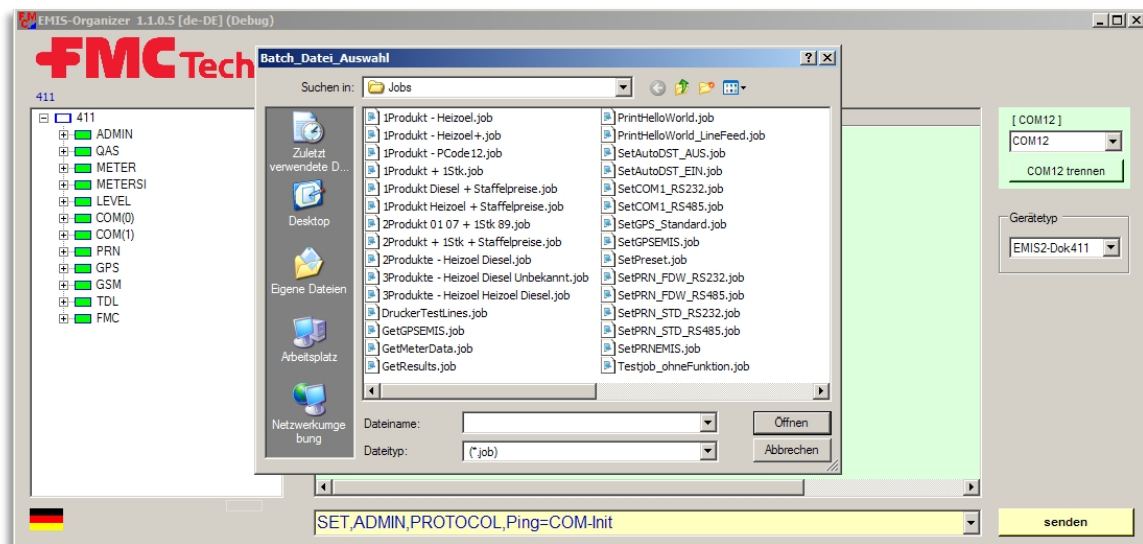 EMIS-Organizer 1.1.0.5 [de-DE] (Debug)
FMC Tech
411
411
ADMIN
QAS
METER
METERSI
LEVEL
COM(0)
COM(1)
PRN
GPS
GSM
TDL
FMC
Batch_Datei_Auswahl
Suchen in:
Jobs
Zuletzt
verwendete D...
Desktop
Eigene Dateien
Arbeitsplatz
Netzwerkumge
bung
1Produkt - Heizoel.job
1Produkt - Heizoel+.job
1Produkt - PCode12.job
1Produkt + 1Stk.job
1Produkt Diesel + Staffelpreise.job
1Produkt Heizoel + Staffelpreise.job
2Produkt 01 07 + 1Stk 89.job
2Produkt + 1Stk + Staffelpreise.job
2Produkte - Heizoel Diesel.job
3Produkte - Heizoel Diesel Unbekannt.job
3Produkte - Heizoel Heizoel Diesel.job
DruckerTestLines.job
GetGPSEMIS.job
GetMeterData.job
GetResults.job
PrintHelloWorld.job
PrintHelloWorld_LineFeed.job
SetAutoDST_AUS.job
SetAutoDST_EIN.job
SetCOM1_RS232.job
SetCOM1_RS485.job
SetGPS_Standard.job
SetGPSEMIS.job
SetPreset.job
SetPRN_FDW_RS232.job
SetPRN_FDW_RS485.job
SetPRN_STD_RS232.job
SetPRN_STD_RS485.job
SetPRNEMIS.job
Testjob_ohneFunktion.job
Dateiname:
Öffnen
Dateityp:
(*.job)
Abbrechen
[ COM12 ]
COM12
COM12 trennen
Gerätetyp
EMIS2-Dok411
SET,ADMIN,PROTOCOL,Ping=COM-Init
senden